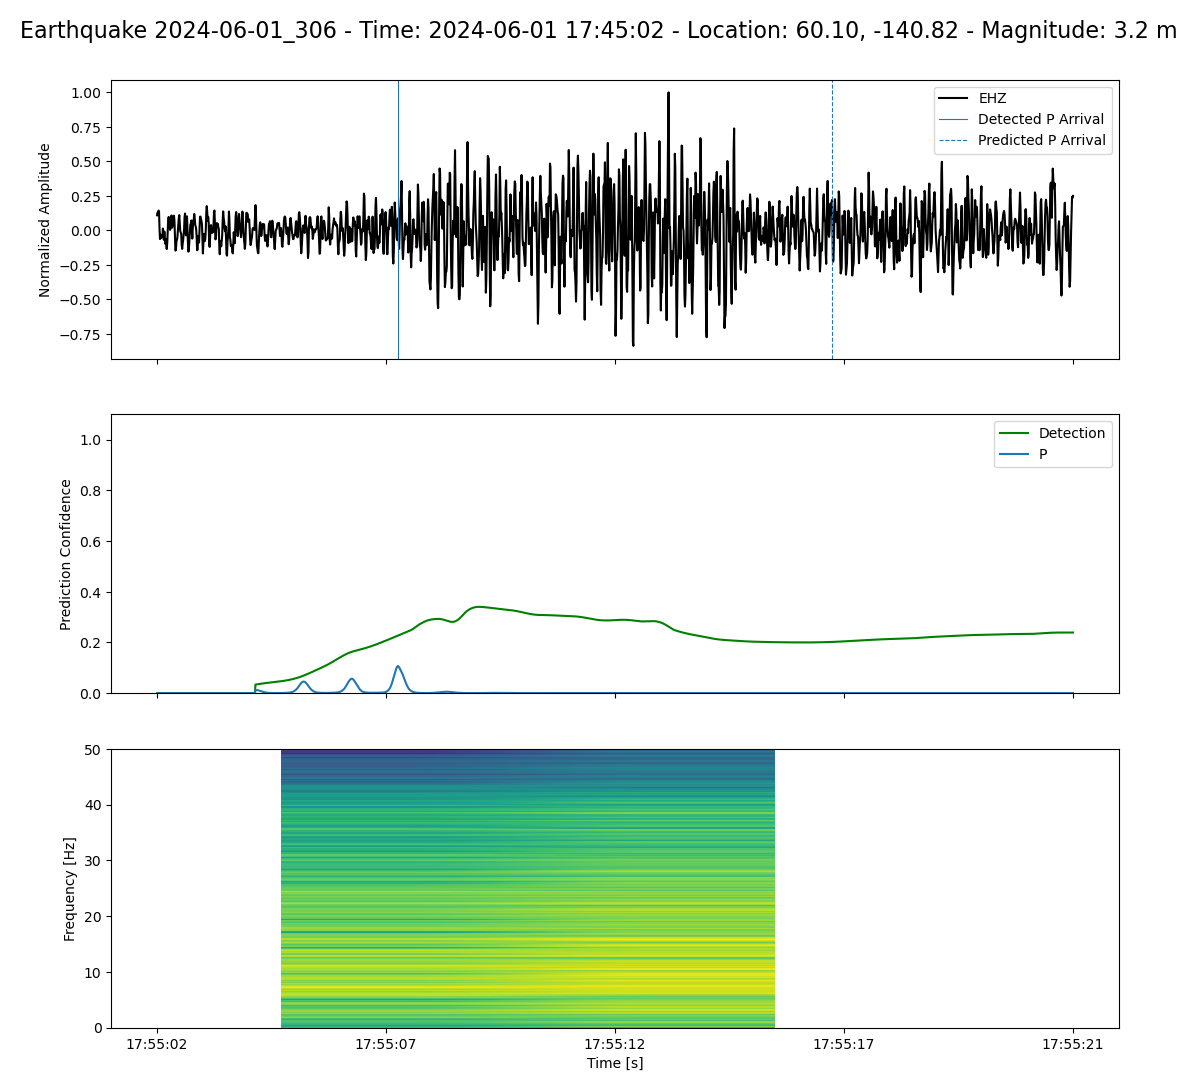 Earthquake 2024-06-01_306 - Time: 2024-06-01 17:45:02 - Location: 60.10, -140.82 - Magnitude: 3.2 m
Normalized Amplitude
1.00
0.75
0.50
0.25
0.00
−0.25
−0.50
−0.75
EHZ
Detected P Arrival
Predicted P Arrival
Prediction Confidence
1.0
0.8
0.6
0.4
0.2
0.0
Detection
P
Frequency [Hz]
50
40
30
20
10
0
17:55:02 17:55:07 17:55:12 17:55:17 17:55:21
Time [s]